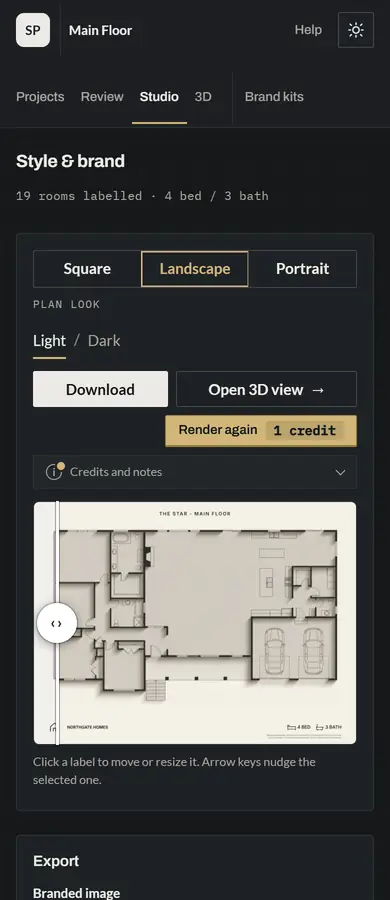 SP
Main Floor
Help
Projects
Review
Studio
3D
Brand kits
Style & brand
19 rooms labelled · 4 bed / 3 bath
Square
Landscape
Portrait
PLAN LOOK
Light / Dark
Download
Open 3D view →
Render again 1 credit
Credits and notes
THE STAR - MAIN FLOOR
NORTHGATE HOMES
4 BED
3 BATH
Click a label to move or resize it. Arrow keys nudge the
selected one.
Export
Branded image